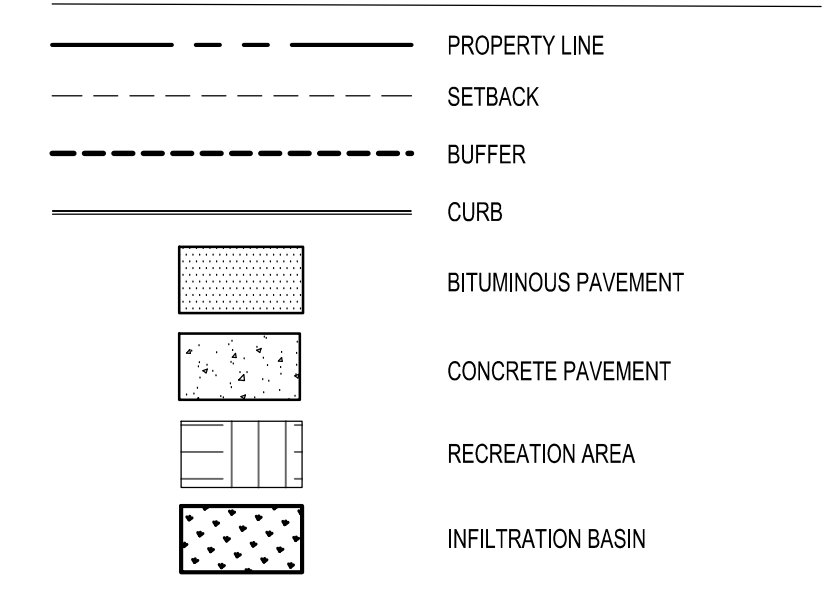 PROPERTY LINE
SETBACK
BUFFER
CURB
BITUMINOUS PAVEMENT
CONCRETE PAVEMENT
RECREATION AREA
INFILTRATION BASIN